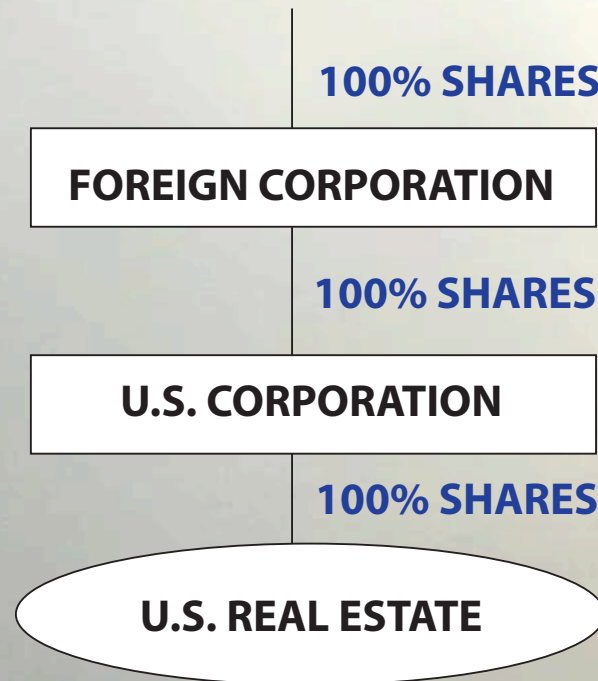 100% SHARES
FOREIGN CORPORATION
100% SHARES
U.S. CORPORATION
100% SHARES
U.S. REAL ESTATE